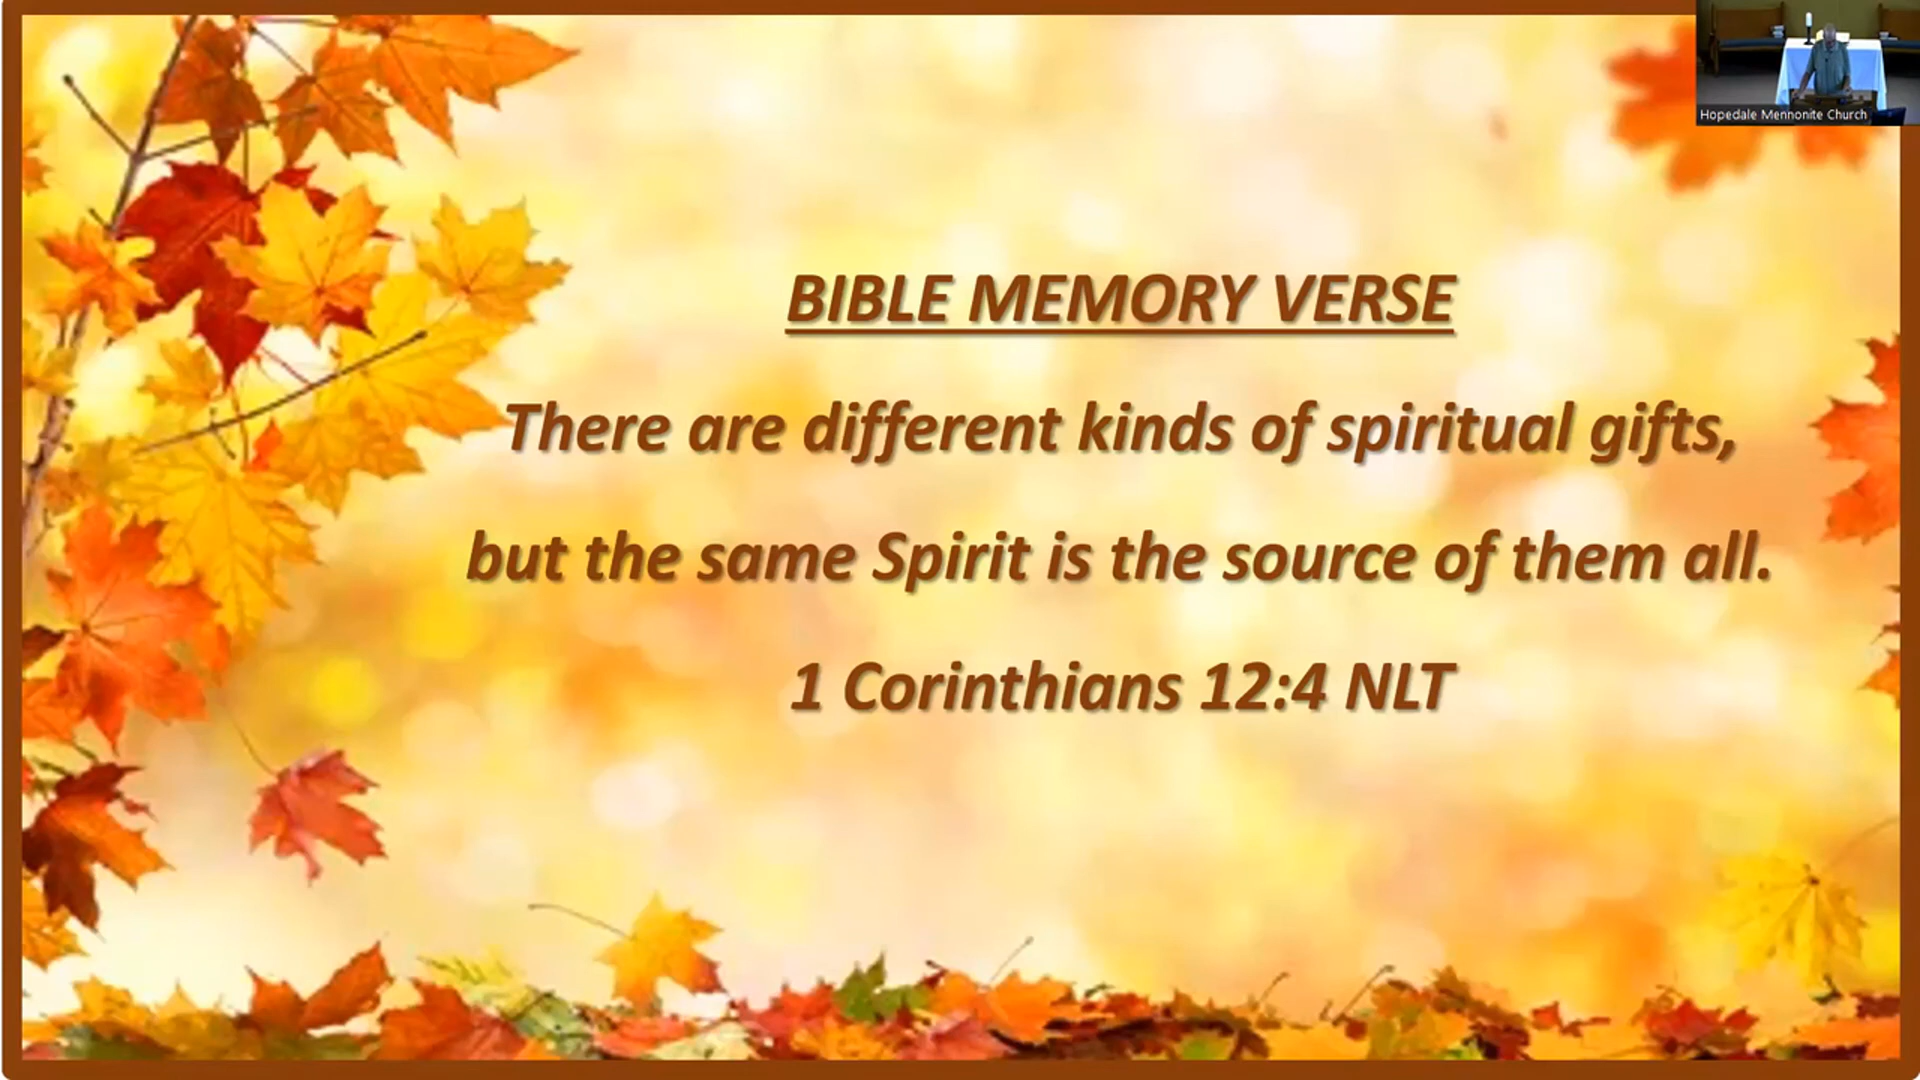 Hopedale Mennonite Church
BIBLE MEMORY VERSE
There are different kinds of spiritual gifts,
but the same Spirit is the source of them all.
1 Corinthians 12:4 NLT